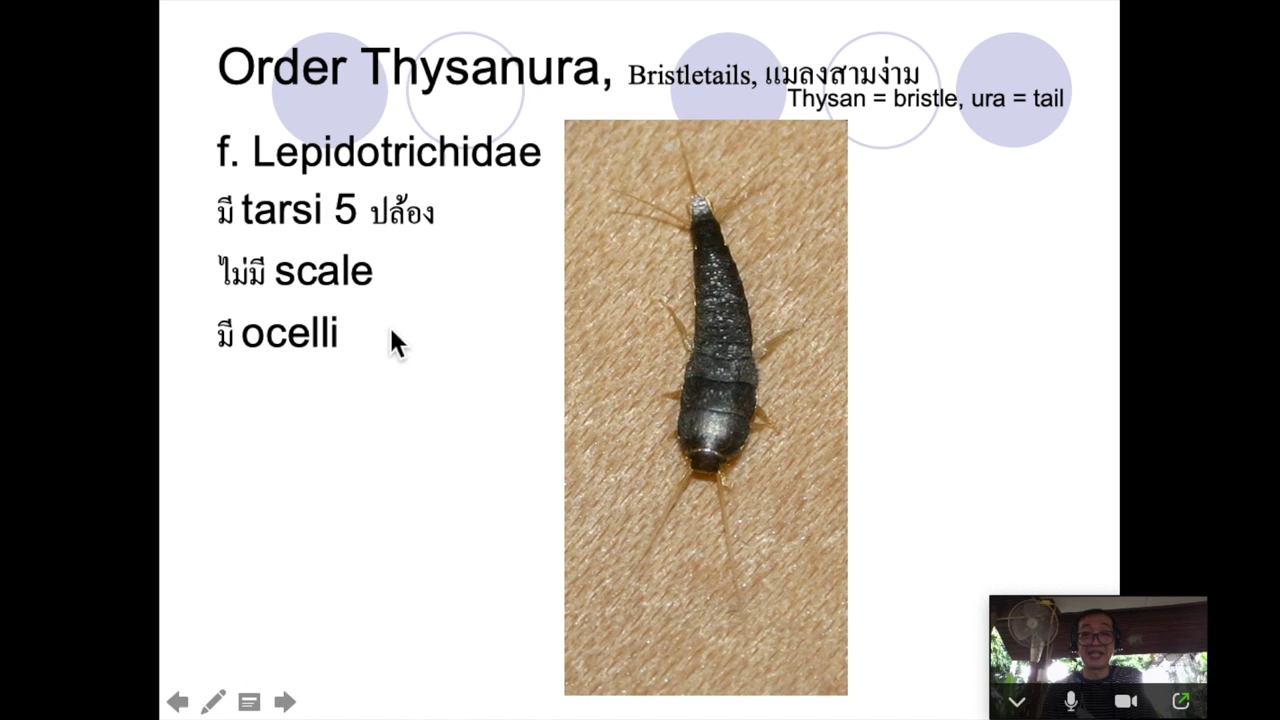 Order Thysanura, Bristletails, แมลงสามง่าม
Thysan = bristle, ura = tail
f. Lepidotrichidae
มี tarsi 5 ปล้อง
ไม่มี scale
มี ocelli